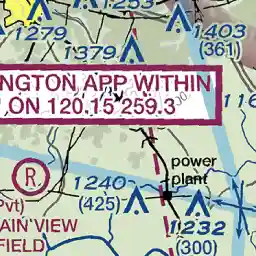 1253
1279
1403
(361)
1379
NGTON APP WITHIN
ON 120.15 259.3
116
power
plant
R
1240
(425)
Pvt)
AIN VIEW
FIELD
1232
(300)